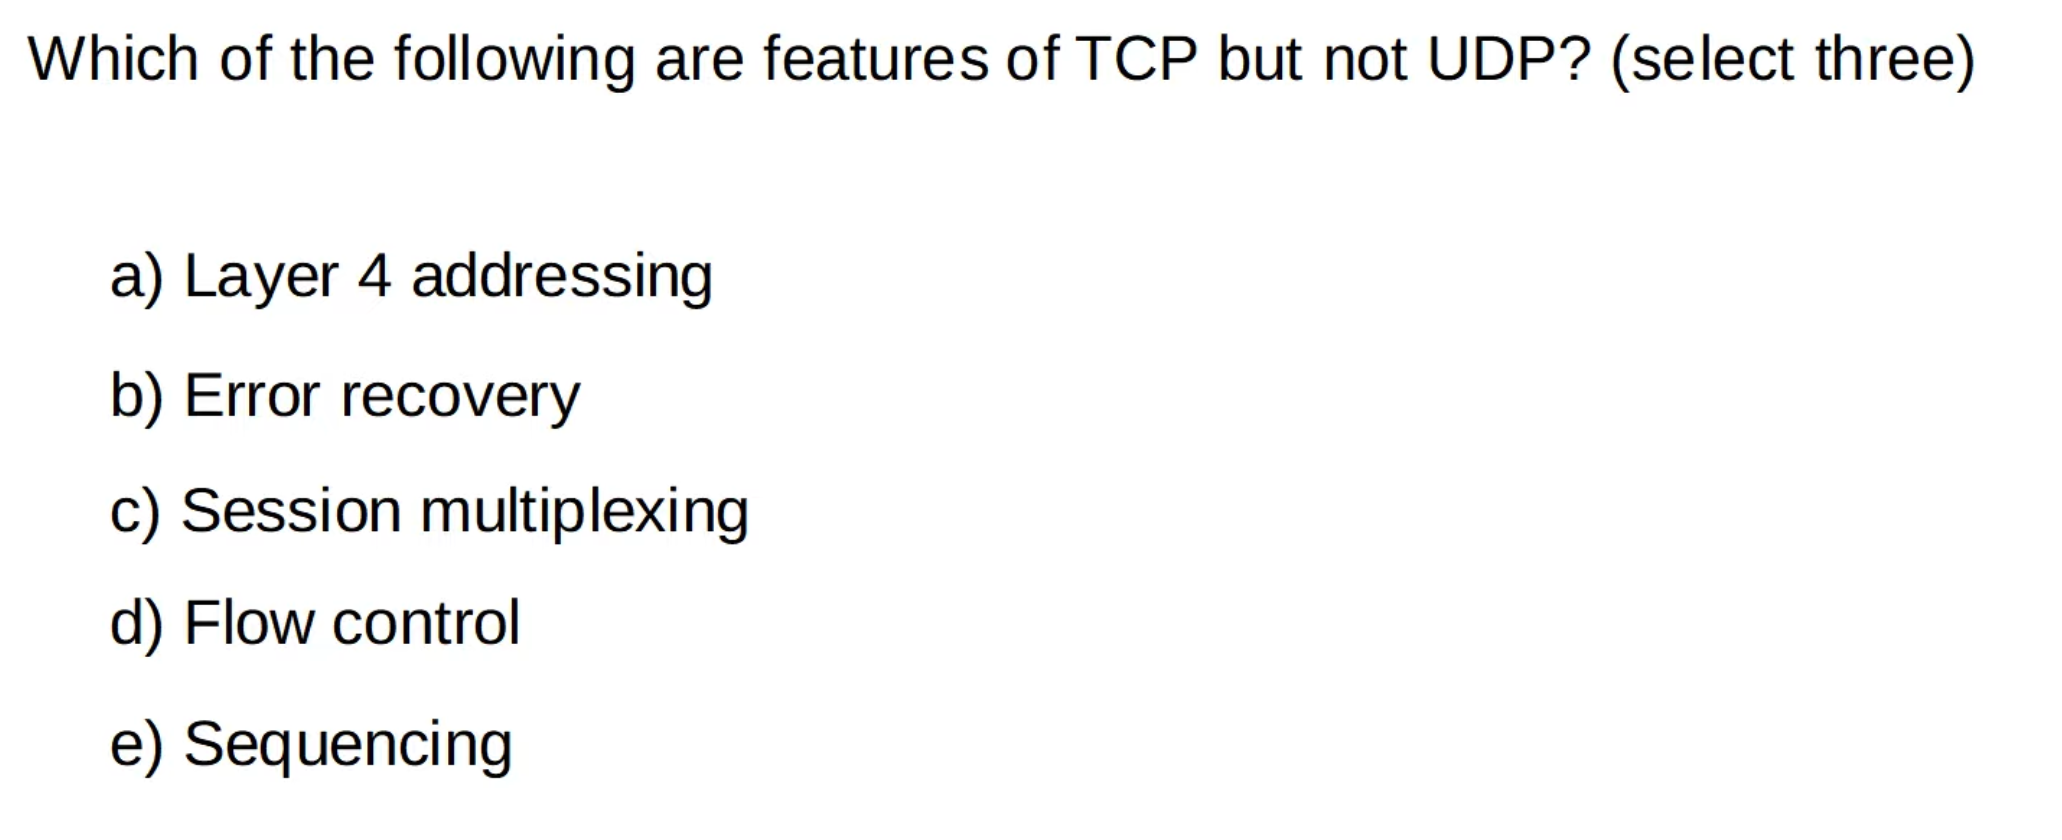 Which of the following are features of TCP but not UDP? (select three)
a) Layer 4 addressing
b) Error recovery
c) Session multiplexing
d) Flow control
e) Sequencing